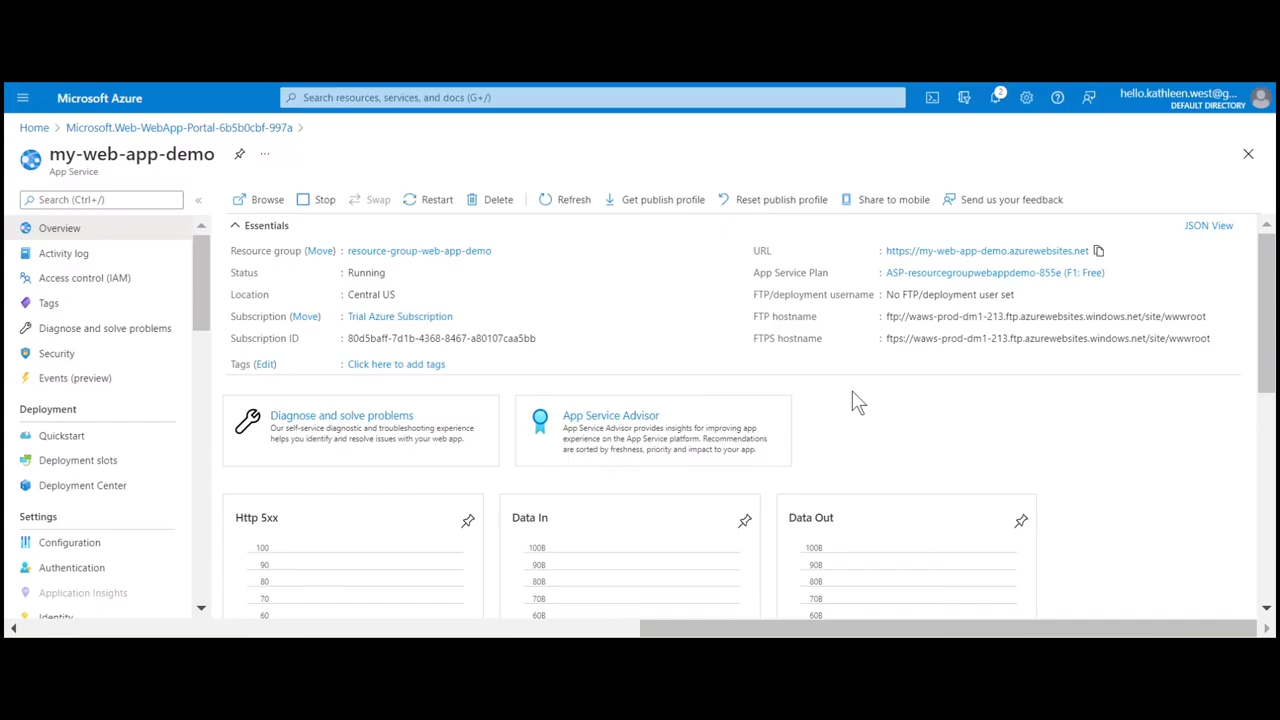 Microsoft Azure
Search resources, services, and docs (G+/)
2
hello.kathleen.west@g...
DEFAULT DIRECTORY
Home > Microsoft.Web-WebApp-Portal-6b5b0cbf-997a >
my-web-app-demo
...
App Service
Search (Ctrl+/)
«
Browse Stop Swap Restart Delete Refresh Get publish profile Reset publish profile Share to mobile Send us your feedback
Overview
Activity log
Access control (IAM)
Tags
Diagnose and solve problems
Security
Events (preview)
Deployment
Quickstart
Deployment slots
Deployment Center
Settings
Configuration
Authentication
Application Insights
Identity
Essentials
JSON View
Resource group (Move) : resource-group-web-app-demo
Status : Running
Location : Central US
Subscription (Move) : Trial Azure Subscription
Subscription ID : 80d5baff-7d1b-4368-8467-a80107caa5bb
Tags (Edit) : Click here to add tags
URL : https://my-web-app-demo.azurewebsites.net
App Service Plan : ASP-resourcegroupwebappdemo-855e (F1: Free)
FTP/deployment username : No FTP/deployment user set
FTP hostname : ftp://waws-prod-dm1-213.ftp.azurewebsites.windows.net/site/wwwroot
FTPS hostname : ftps://waws-prod-dm1-213.ftp.azurewebsites.windows.net/site/wwwroot
Diagnose and solve problems
Our self-service diagnostic and troubleshooting experience
helps you identify and resolve issues with your web app.
App Service Advisor
App Service Advisor provides insights for improving app
experience on the App Service platform. Recommendations
are sorted by freshness, priority and impact to your app.
Http 5xx
100
90
80
70
60
Data In
100B
90B
80B
70B
60B
Data Out
100B
90B
80B
70B
60B